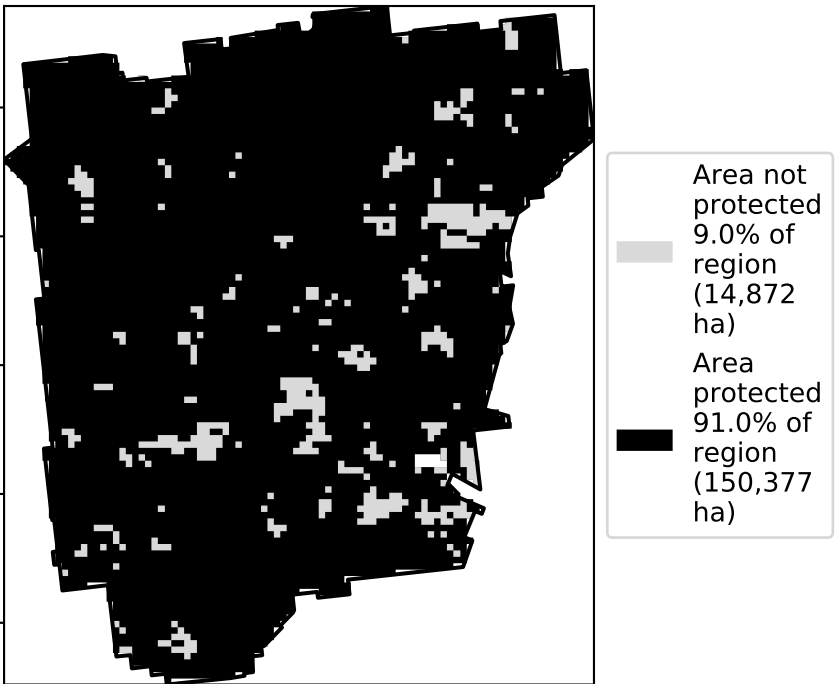 Area not
protected
9.0% of
region
(14,872
ha)
Area
protected
91.0% of
region
(150,377
ha)